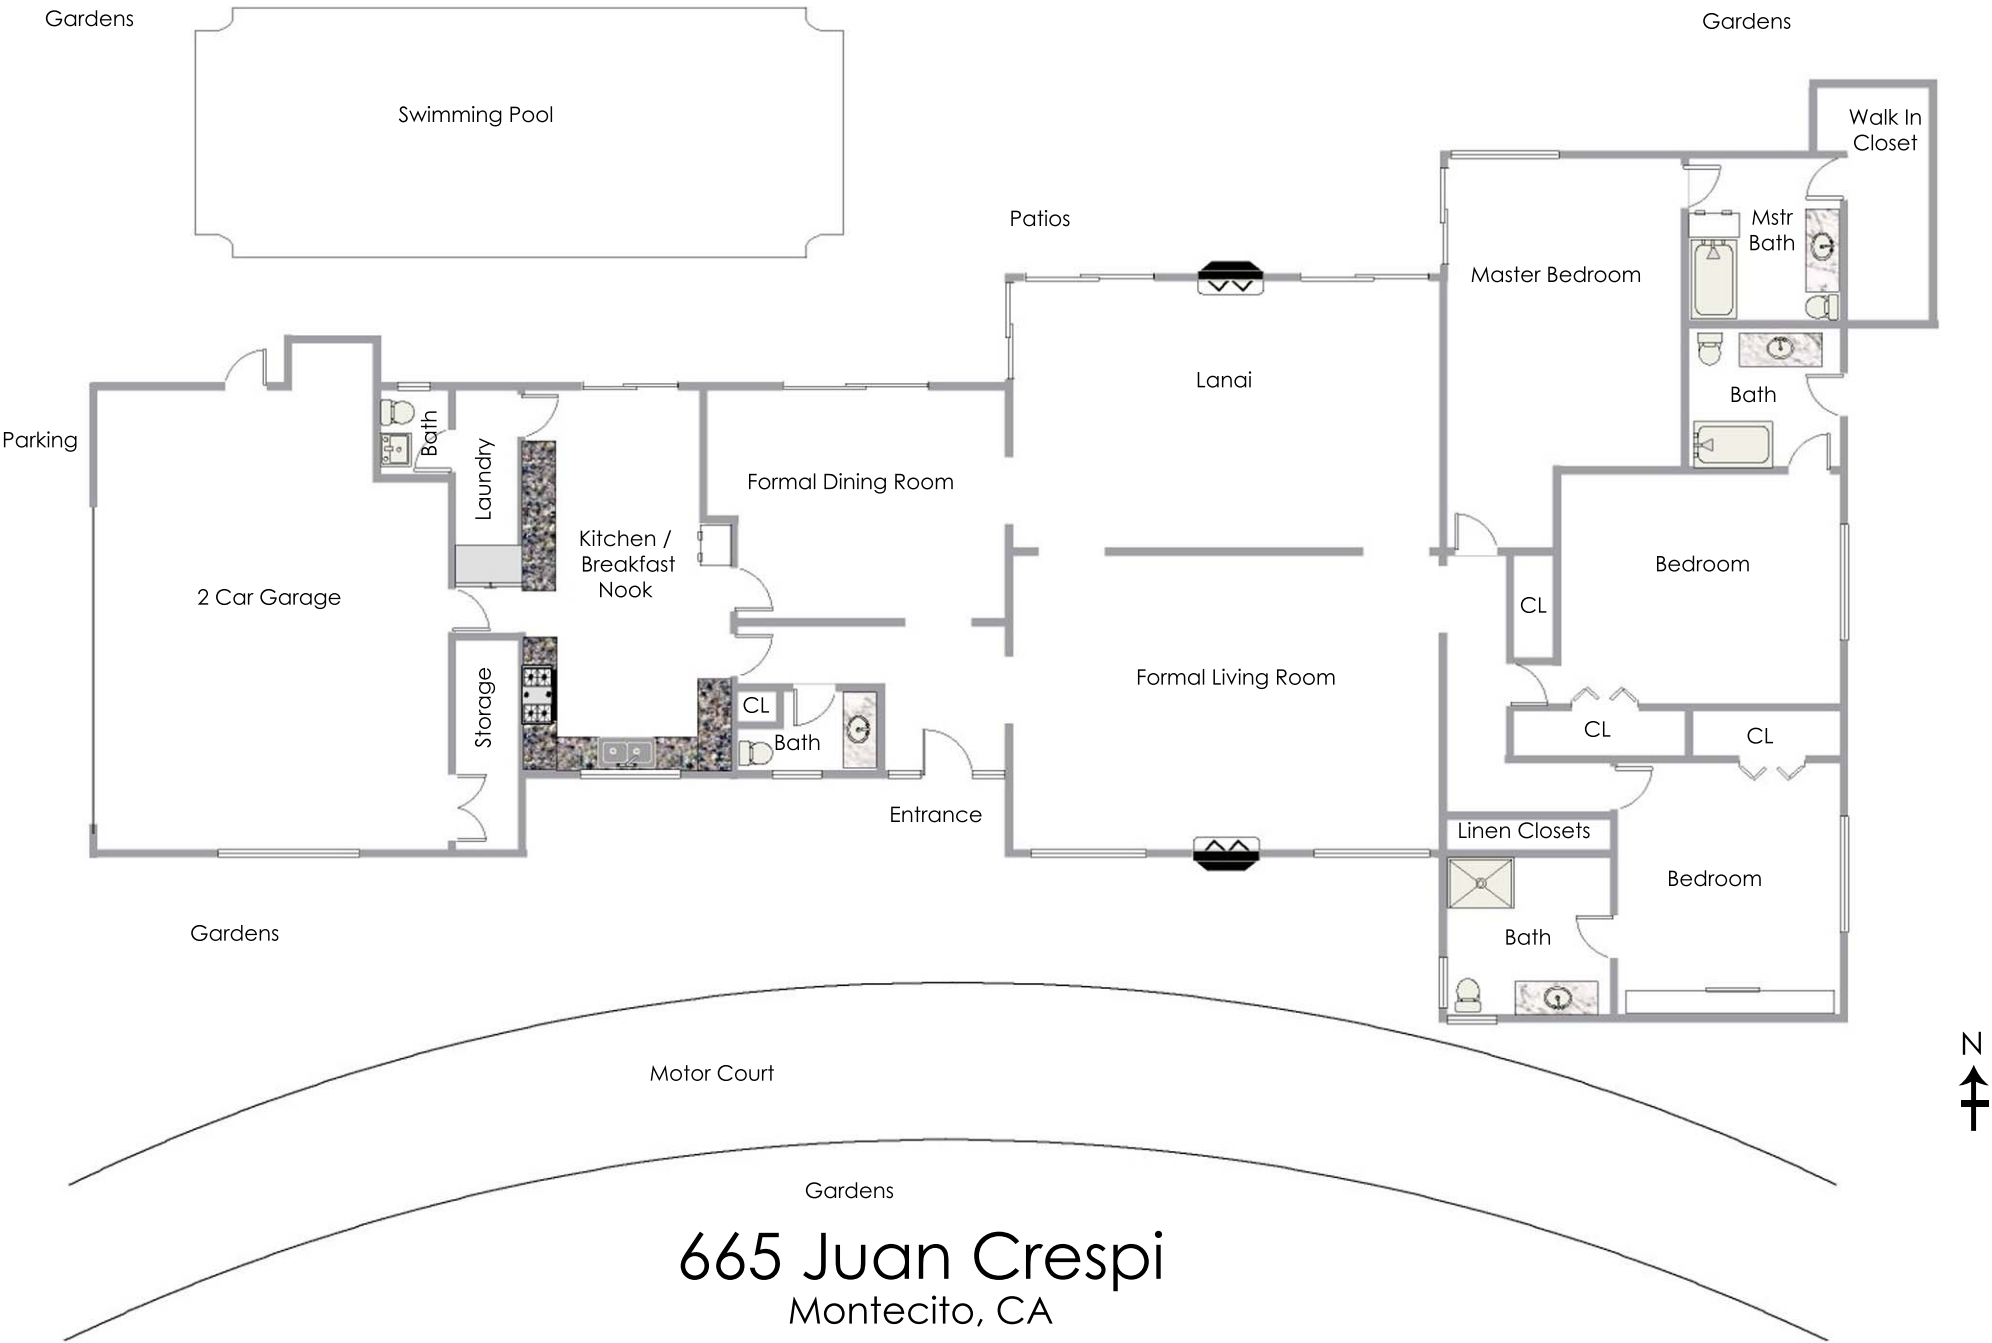 Gardens
Gardens
Swimming Pool
Walk In
Closet
Patios
Mstr
Bath
Master Bedroom
Lanai
Bath
Parking
Bath
Laundry
Formal Dining Room
Kitchen /
Breakfast
Nook
Bedroom
2 Car Garage
CL
Formal Living Room
Storage
CL
Bath
CL
CL
Entrance
Linen Closets
Bedroom
Gardens
Bath
N
Motor Court
Gardens
665 Juan Crespi
Montecito, CA